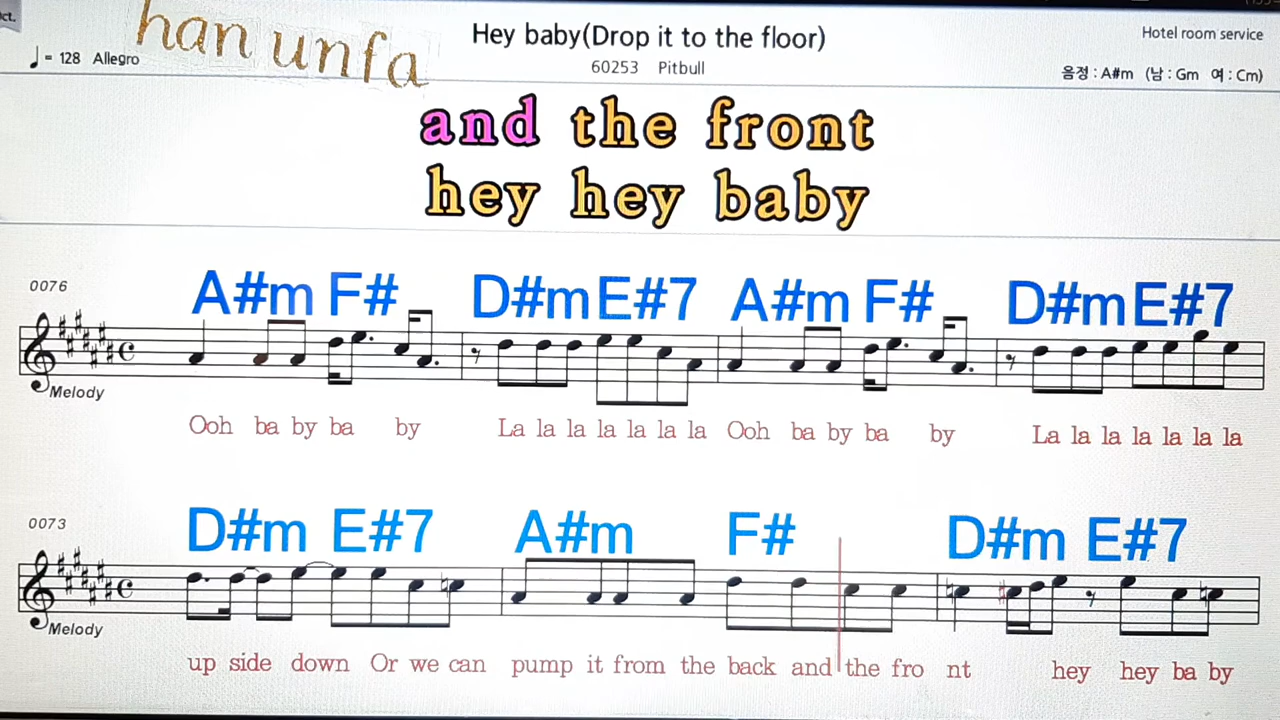 ct.
han unfa
Hey baby(Drop it to the floor)
Hotel room service
♩ = 128 Allegro
60253 Pitbull
음정 : A#m (남 : Gm 여 : Cm)
and the front
hey hey baby
0076
A#m F# D#m E#7 A#m F# D#m E#7
Melody
Ooh ba by ba by La la la la la la la Ooh ba by ba by La la la la la la la
0073
D#m E#7 A#m F# D#m E#7
Melody
up side down Or we can pump it from the back and the fro nt hey hey ba by